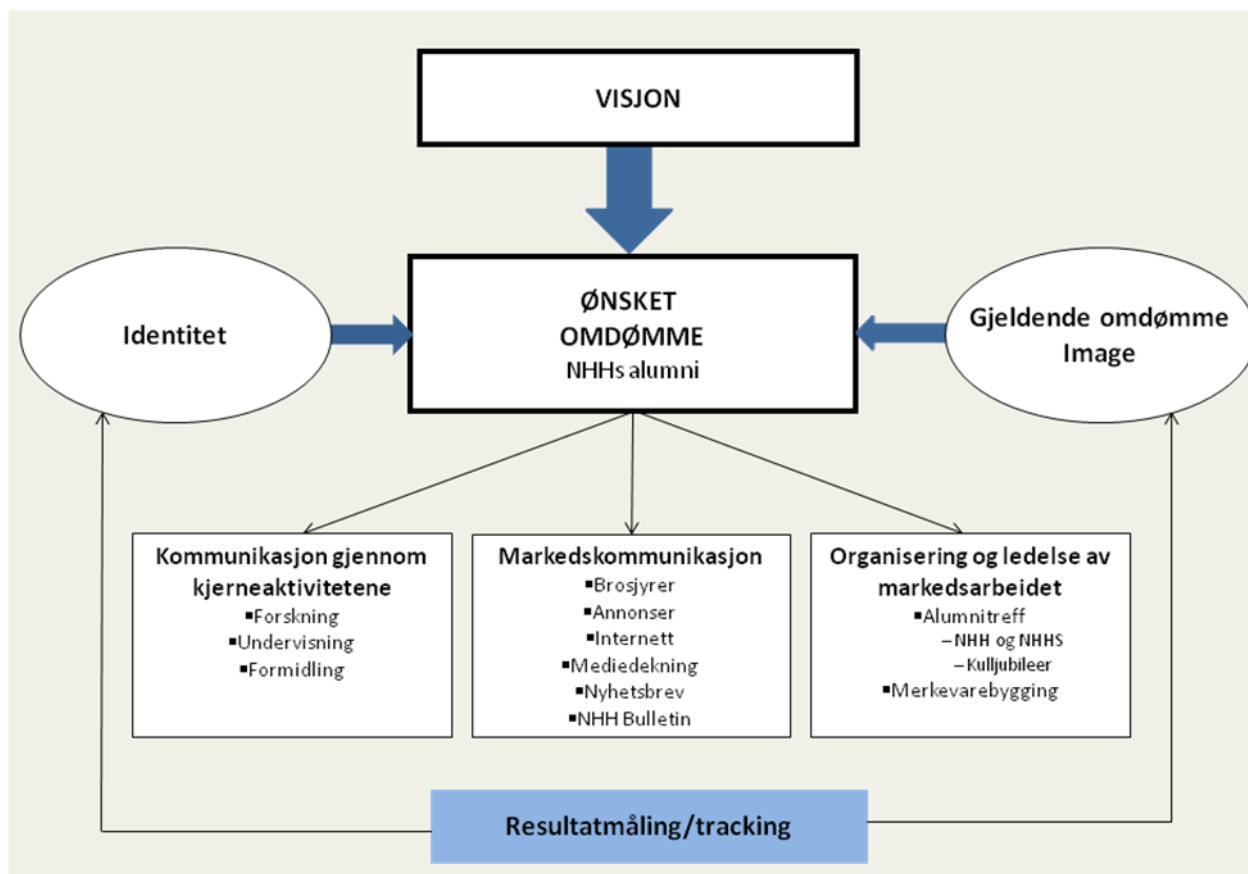 VISJON
Identitet
ØNSKET
OMDØMME
NHHs alumni
Gjeldende omdømme
Image
Kommunikasjon gjennom
kjerneaktivitetene
▪Forskning
▪Undervisning
▪Formidling
Markedskommunikasjon
▪Brosjyrer
▪Annonser
▪Internett
▪Mediedekning
▪Nyhetsbrev
▪NHH Bulletin
Organisering og ledelse av
markedsarbeidet
▪Alumnitreff
–NHH og NHHS
–Kulljubileer
▪Merkevarebygging
Resultatmåling/tracking